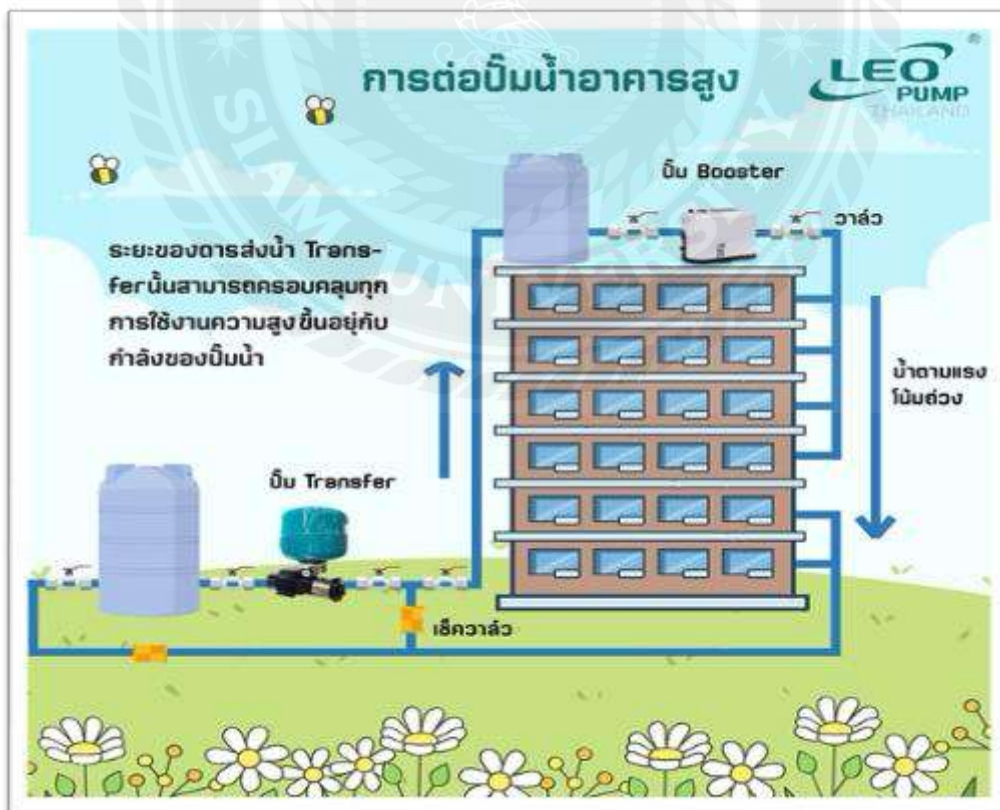 การต่อปั๊มน้ำอาคารสูง
LEO
PUMP
THAILAND
®
ปั๊ม Booster
วาล์ว
ระยะของการส่งน้ำ Trans-
ferนั้นสามารถครอบคลุมทุก
การใช้งานความสูง ขึ้นอยู่กับ
กำลังของปั๊มน้ำ
น้ำตามแรง
โน้มถ่วง
ปั๊ม Transfer
เช็ควาล์ว
SIAM UNIVERSITY